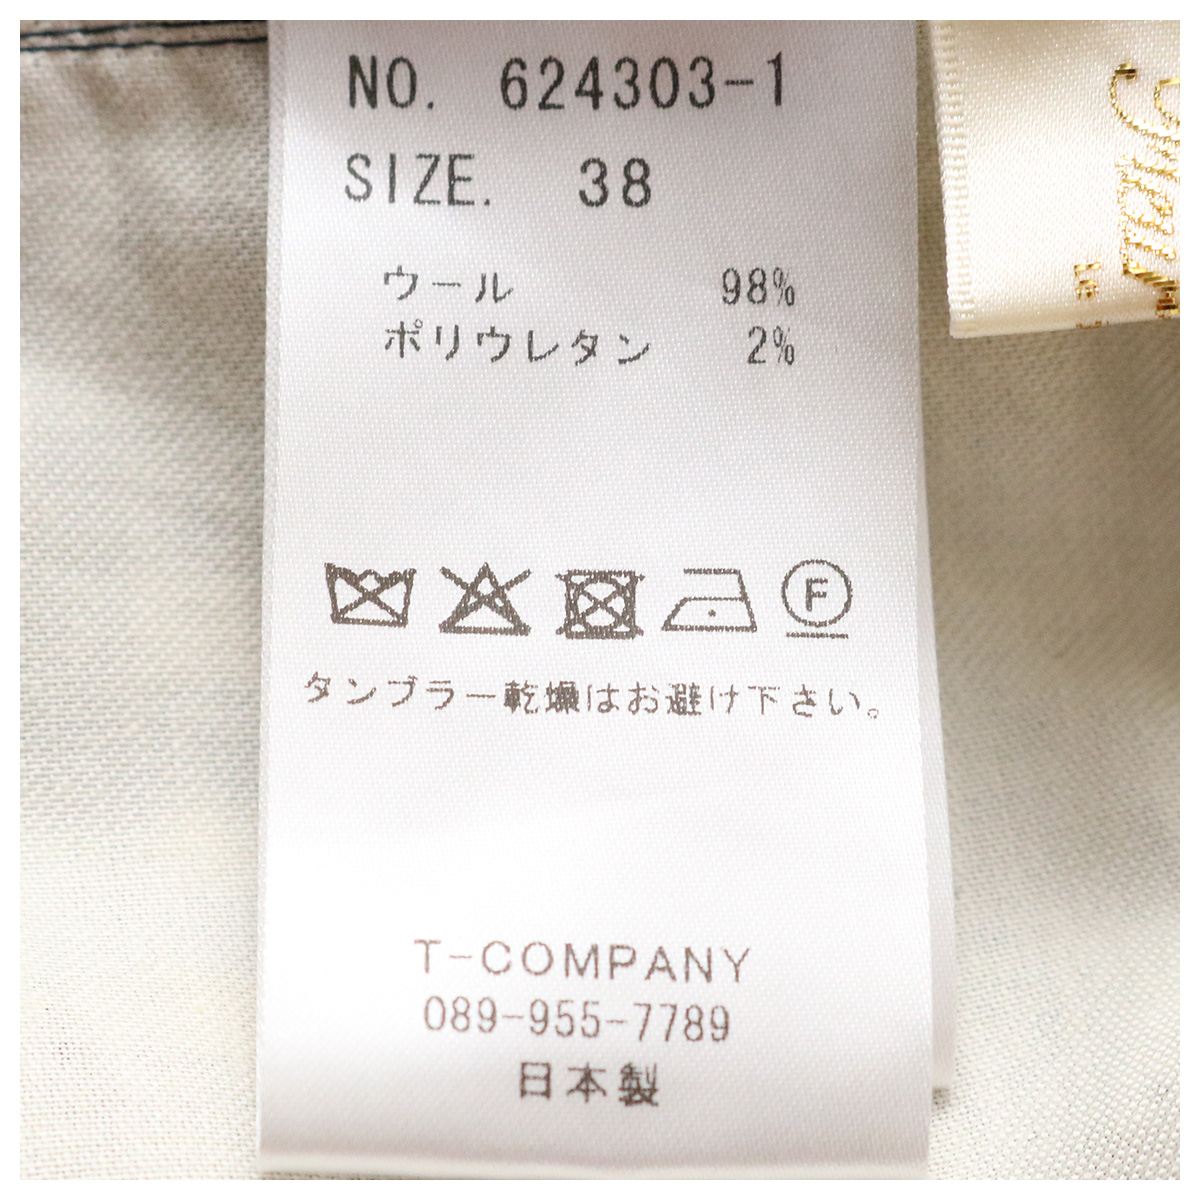 NO. 624303-1
SIZE. 38
ウール 98%
ポリウレタン 2%
F
タンブラー乾燥はお避け下さい。
T-COMPANY
089-955-7789
日本製